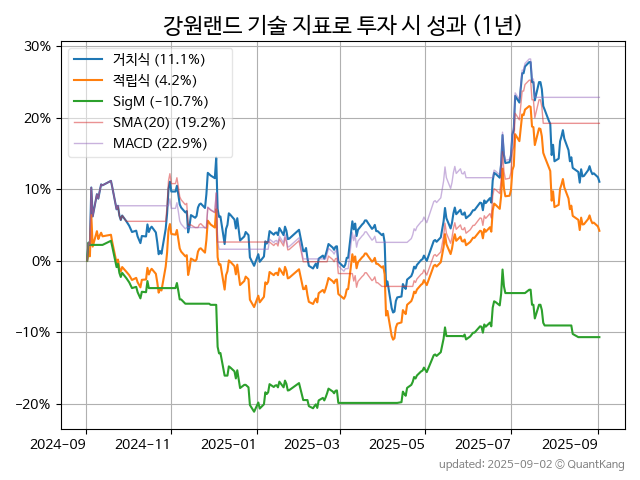 강원랜드 기술 지표로 투자 시 성과 (1년)
30%
20%
10%
0%
−10%
−20%
거치식 (11.1%)
적립식 (4.2%)
SigM (−10.7%)
SMA(20) (19.2%)
MACD (22.9%)
2024-09 2024-11 2025-01 2025-03 2025-05 2025-07 2025-09
updated: 2025-09-02 © QuantKang